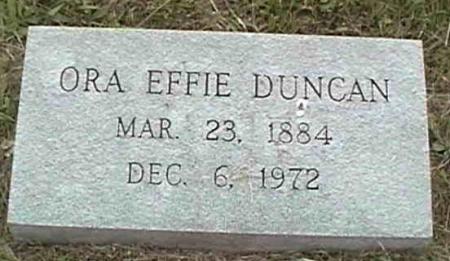 ORA EFFIE DUNCAN
MAR. 23, 1884
DEC. 6, 1972